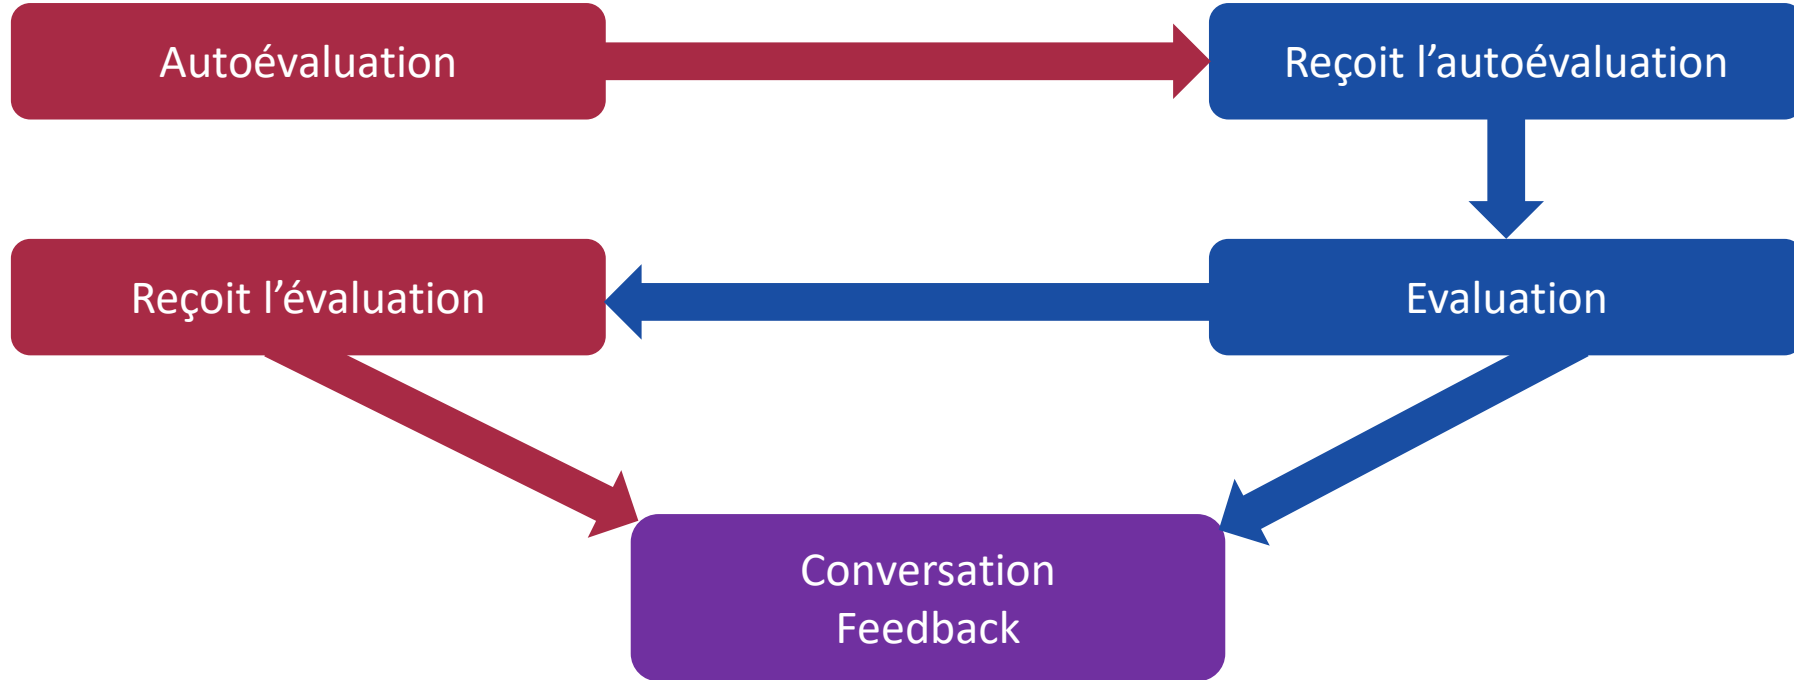 Autoévaluation
Reçoit l’autoévaluation
Reçoit l’évaluation
Evaluation
Conversation
Feedback